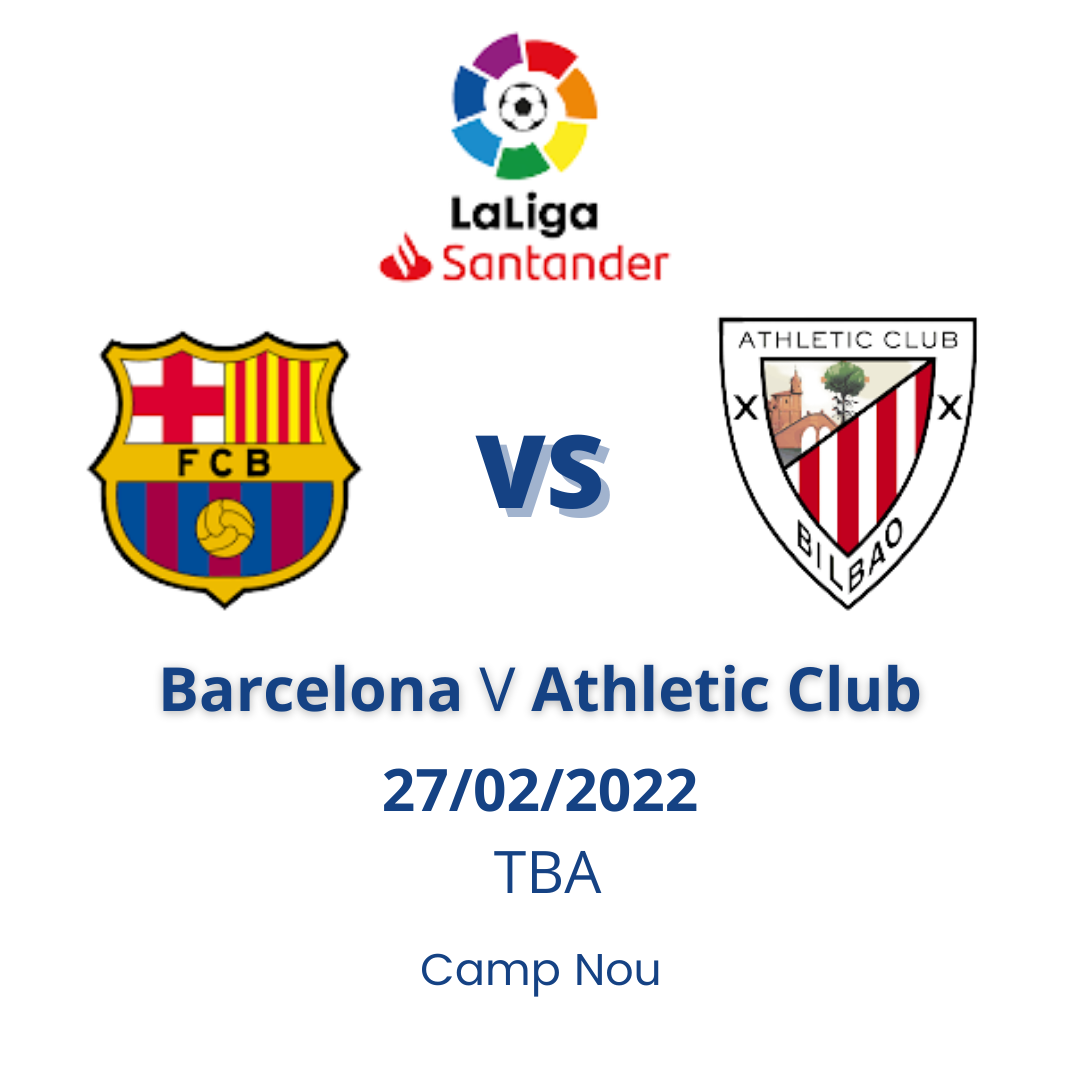 LaLiga
Santander
ATHLETIC CLUB
FCB
VS
BILBAO
Barcelona V Athletic Club
27/02/2022
TBA
Camp Nou